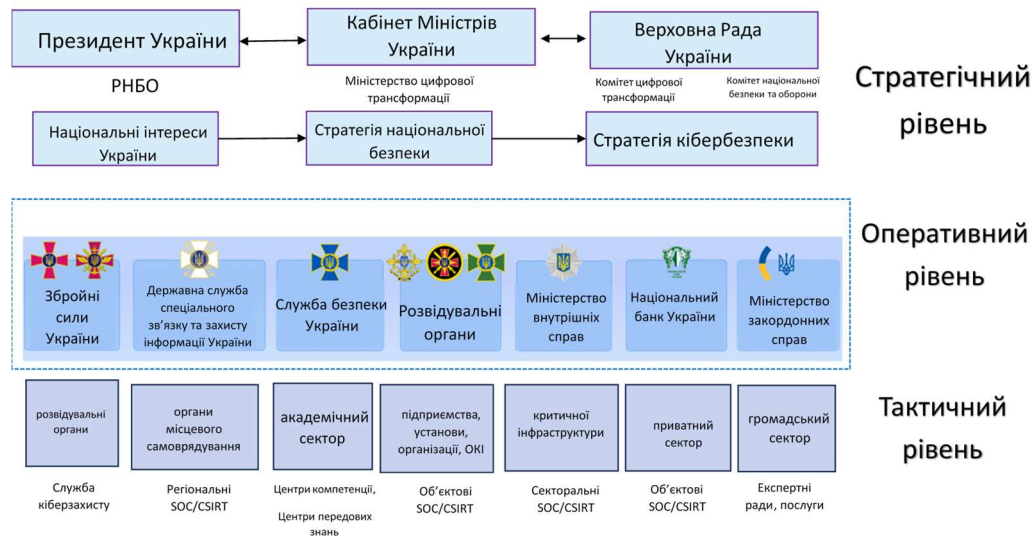 Президент України
Кабінет Міністрів
України
Верховна Рада
України
РНБО
Міністерство цифрової
трансформації
Комітет цифрової
трансформації
Комітет національної
безпеки та оборони
Стратегічний
рівень
Національні інтереси
України
Стратегія національної
безпеки
Стратегія кібербезпеки
Оперативний
рівень
Збройні
сили
України
Державна служба
спеціального
зв’язку та захисту
інформації України
Служба безпеки
України
Розвідувальні
органи
Міністерство
внутрішніх
справ
Національний
банк України
Міністерство
закордонних
справ
Тактичний
рівень
розвідувальні
органи
органи
місцевого
самоврядування
академічний
сектор
підприємства,
установи,
організації, ОКІ
критичної
інфраструктури
приватний
сектор
громадський
сектор
Служба
кіберзахисту
Регіональні
SOC/CSIRT
Центри компетенції,
Центри передових
знань
Об’єктові
SOC/CSIRT
Секторальні
SOC/CSIRT
Об’єктові
SOC/CSIRT
Експертні
ради, послуги